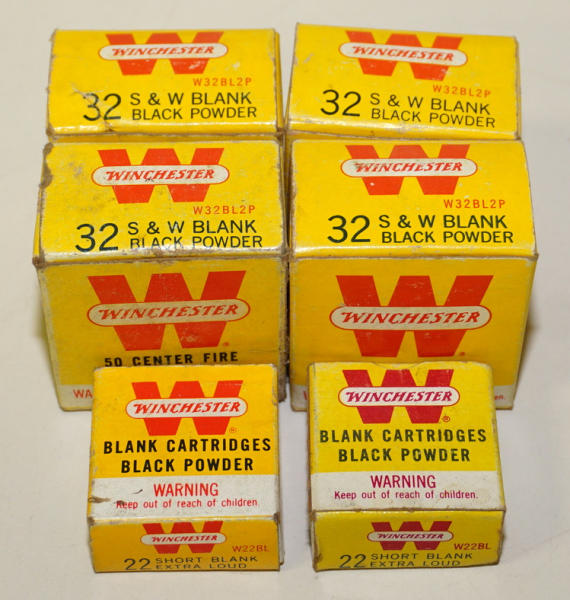 WINCHESTER
W32BL2P
32 S & W BLANK
BLACK POWDER
WINCHESTER
W32BL2P
32 S & W BLANK
BLACK POWDER
WINCHESTER
W32BL2P
32 S & W BLANK
BLACK POWDER
WINCHESTER
50 CENTER FIRE
WA
WINCHESTER
W32BL2P
32 S & W BLANK
BLACK POWDER
WINCHESTER
®
ren.
WINCHESTER
®
BLANK CARTRIDGES
BLACK POWDER
WARNING
Keep out of reach of children.
WINCHESTER
W22BL
22 SHORT BLANK
EXTRA LOUD
WINCHESTER
®
BLANK CARTRIDGES
BLACK POWDER
WARNING
Keep out of reach of children.
WINCHESTER
W22BL
22 SHORT BLANK
EXTRA LOUD